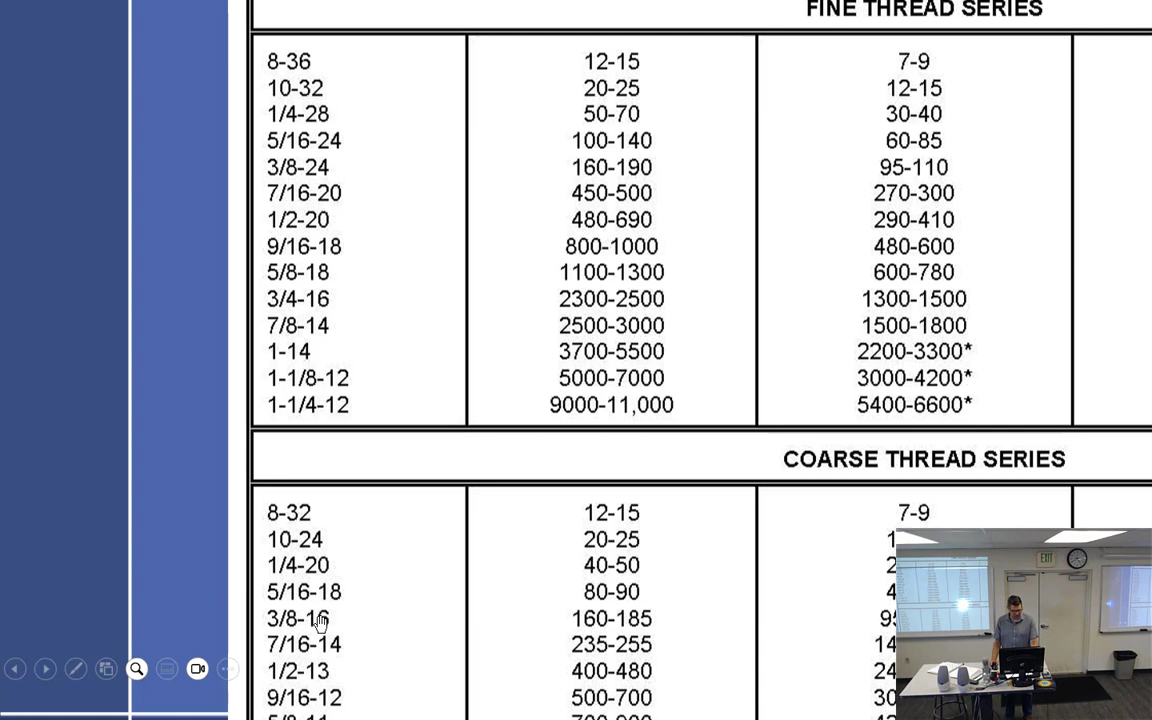 FINE THREAD SERIES
8-36 12-15 7-9
10-32 20-25 12-15
1/4-28 50-70 30-40
5/16-24 100-140 60-85
3/8-24 160-190 95-110
7/16-20 450-500 270-300
1/2-20 480-690 290-410
9/16-18 800-1000 480-600
5/8-18 1100-1300 600-780
3/4-16 2300-2500 1300-1500
7/8-14 2500-3000 1500-1800
1-14 3700-5500 2200-3300*
1-1/8-12 5000-7000 3000-4200*
1-1/4-12 9000-11,000 5400-6600*
COARSE THREAD SERIES
8-32 12-15 7-9
10-24 20-25
1/4-20 40-50
5/16-18 80-90
3/8-16 160-185
7/16-14 235-255
1/2-13 400-480
9/16-12 500-700
EXIT